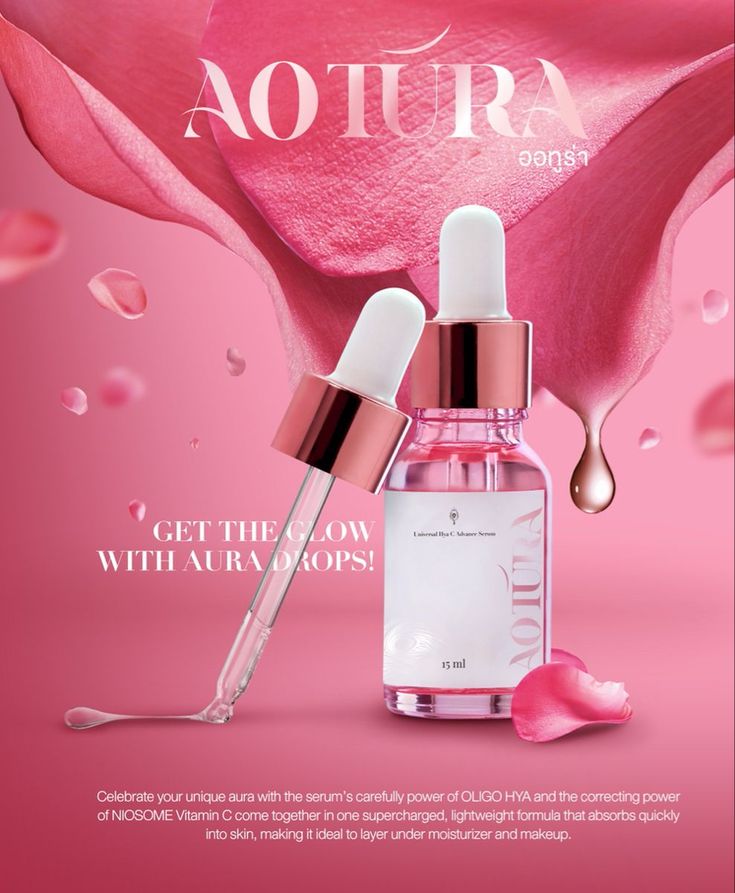 AOTURA
ออทูร่า
GET THE GLOW
WITH AURA DROPS!
Universal Hya C Advance Serum
AOTURA
15 ml
Celebrate your unique aura with the serum's carefully power of OLIGO HYA and the correcting power
of NIOSOME Vitamin C come together in one supercharged, lightweight formula that absorbs quickly
into skin, making it ideal to layer under moisturizer and makeup.